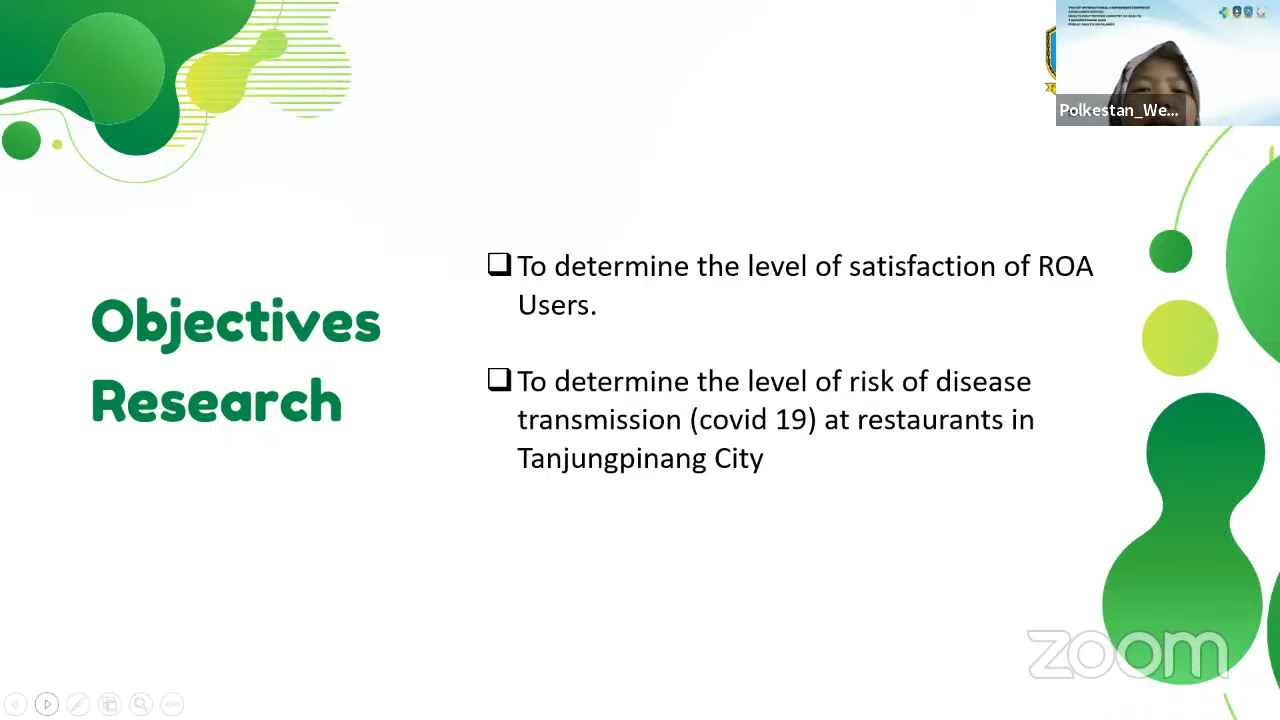 Polkestan_We...
Objectives
Research
To determine the level of satisfaction of ROA
Users.
To determine the level of risk of disease
transmission (covid 19) at restaurants in
Tanjungpinang City
zoom